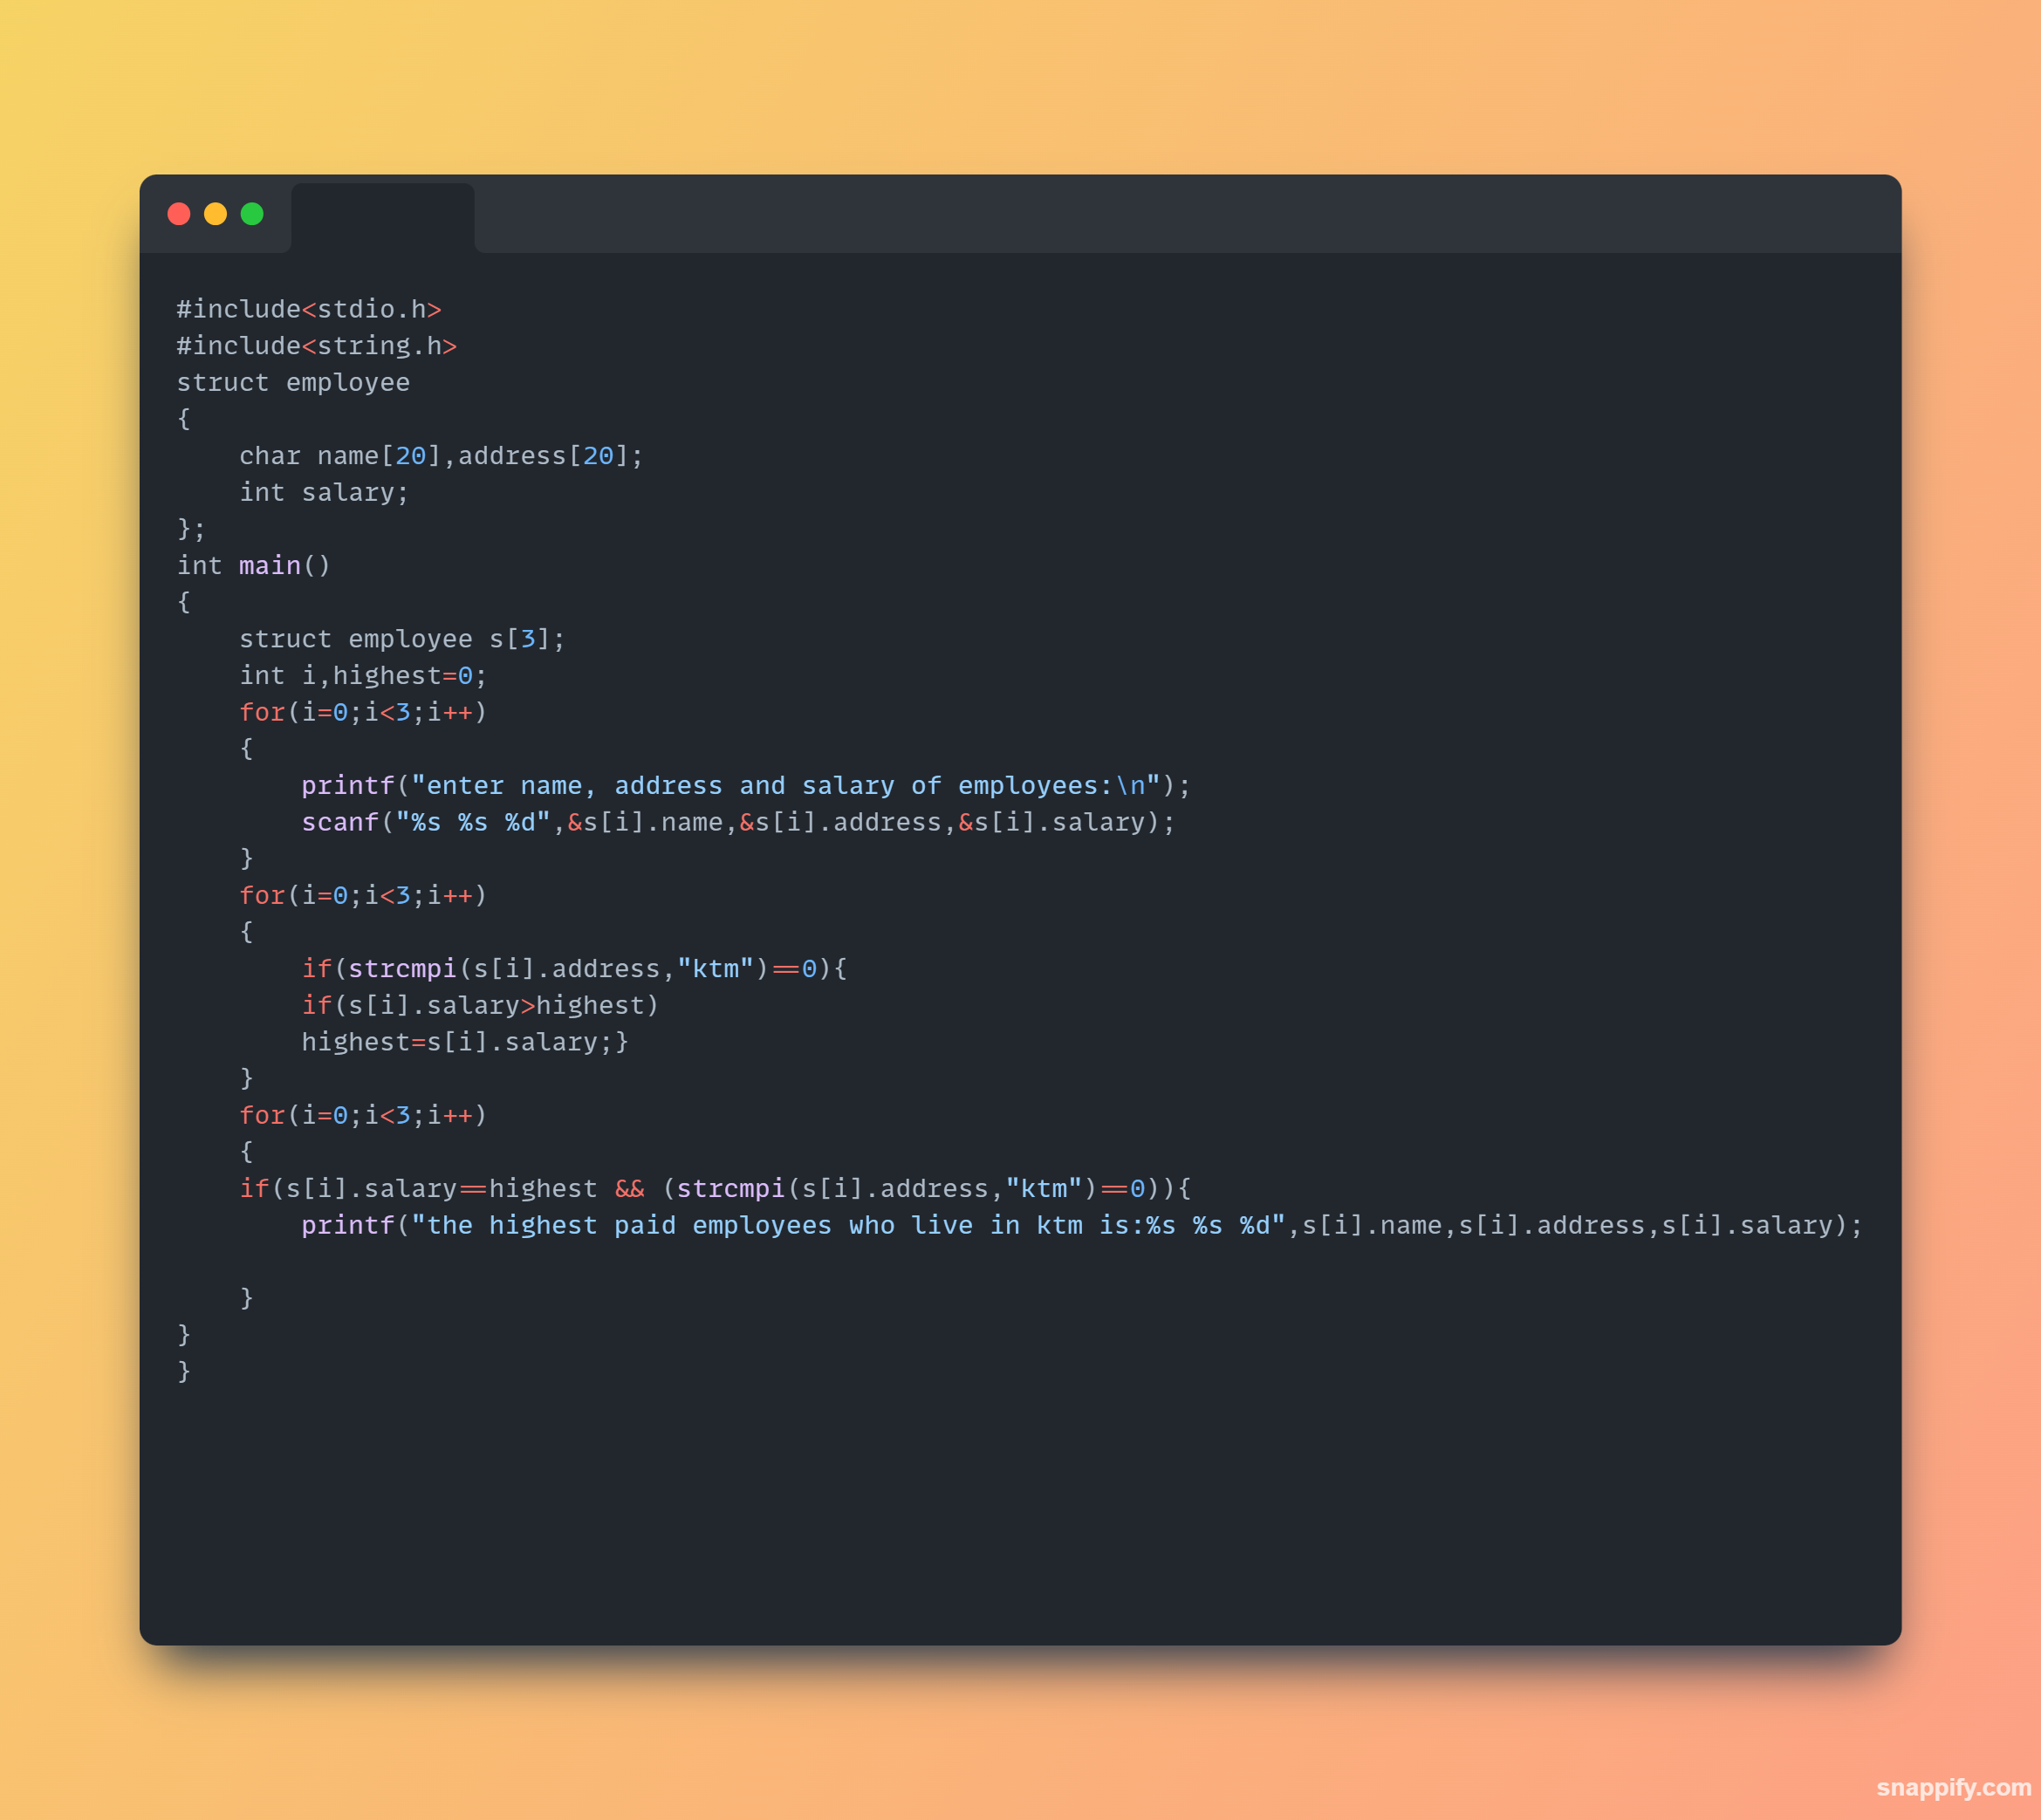 #include<stdio.h>
#include<string.h>
struct employee
{
    char name[20],address[20];
    int salary;
};
int main()
{
    struct employee s[3];
    int i,highest=0;
    for(i=0;i<3;i++)
    {
        printf("enter name, address and salary of employees:\n");
        scanf("%s %s %d",&s[i].name,&s[i].address,&s[i].salary);
    }
    for(i=0;i<3;i++)
    {
        if(strcmpi(s[i].address,"ktm")==0){
        if(s[i].salary>highest)
        highest=s[i].salary;}
    }
    for(i=0;i<3;i++)
    {
    if(s[i].salary==highest && (strcmpi(s[i].address,"ktm")==0)){
        printf("the highest paid employees who live in ktm is:%s %s %d",s[i].name,s[i].address,s[i].salary);

    }
}
}
snappify.com